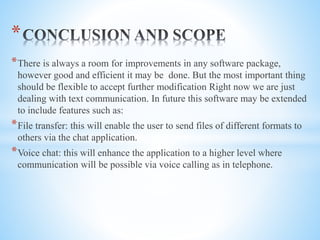 *CONCLUSION AND SCOPE
*There is always a room for improvements in any software package,
however good and efficient it may be done. But the most important thing
should be flexible to accept further modification Right now we are just
dealing with text communication. In future this software may be extended
to include features such as:
*File transfer: this will enable the user to send files of different formats to
others via the chat application.
*Voice chat: this will enhance the application to a higher level where
communication will be possible via voice calling as in telephone.